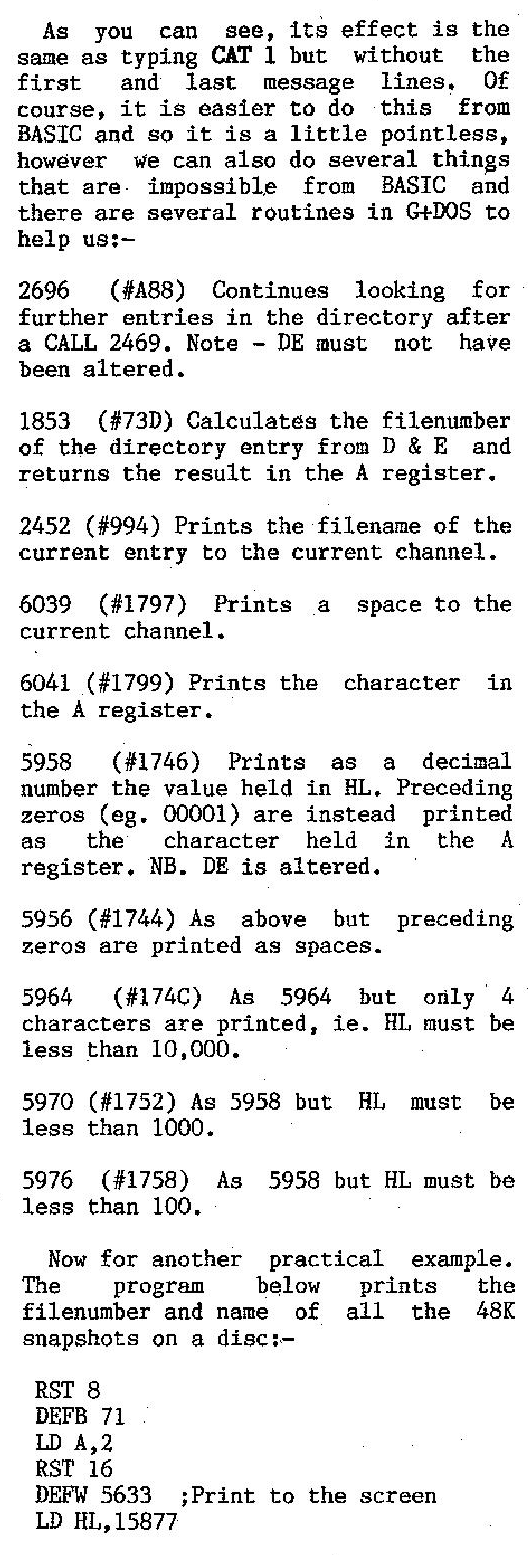 As you can see, its effect is the
same as typing CAT 1 but without the
first and last message lines. Of
course, it is easier to do this from
BASIC and so it is a little pointless,
however we can also do several things
that are impossible from BASIC and
there are several routines in G+DOS to
help us:-
2696 (#A88) Continues looking for
further entries in the directory after
a CALL 2469. Note - DE must not have
been altered.
1853 (#73D) Calculates the filenumber
of the directory entry from D & E and
returns the result in the A register.
2452 (#994) Prints the filename of the
current entry to the current channel.
6039 (#1797) Prints a space to the
current channel.
6041 (#1799) Prints the character in
the A register.
5958 (#1746) Prints as a decimal
number the value held in HL. Preceding
zeros (eg. 00001) are instead printed
as the character held in the A
register. NB. DE is altered.
5956 (#1744) As above but preceding
zeros are printed as spaces.
5964 (#174C) As 5964 but only 4
characters are printed, ie. HL must be
less than 10,000.
5970 (#1752) As 5958 but HL must be
less than 1000.
5976 (#1758) As 5958 but HL must be
less than 100.
Now for another practical example.
The program below prints the
filenumber and name of all the 48K
snapshots on a disc:-
RST 8
DEFB 71
LD A,2
RST 16
DEFW 5633 ;Print to the screen
LD HL,15877